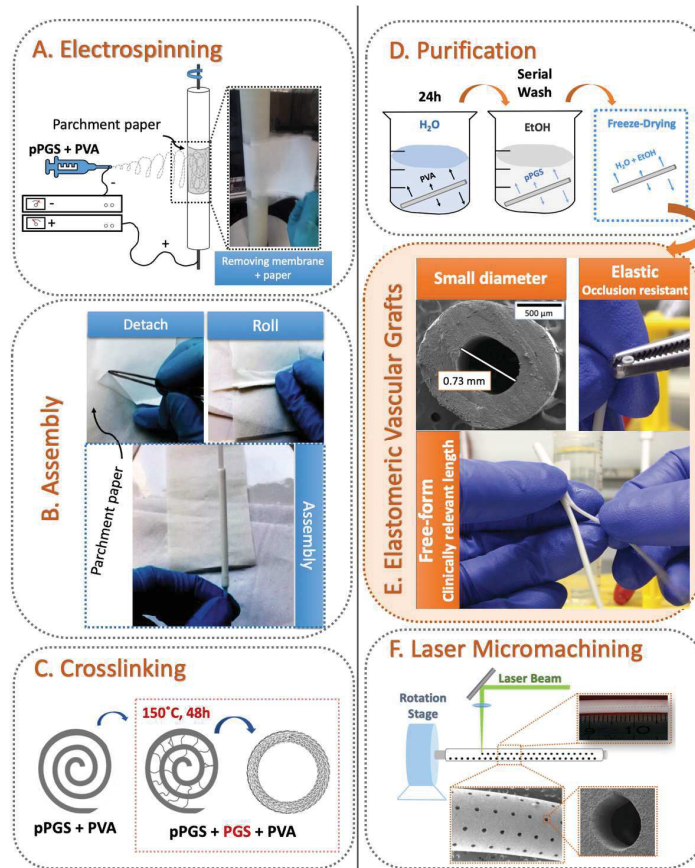 A. Electrospinning
Parchment paper
pPGS + PVA
-
-
+
+
Removing membrane
+ paper
B. Assembly
Detach
Roll
Parchment paper
Assembly
C. Crosslinking
150˚C, 48h
pPGS + PVA
pPGS + PGS + PVA
D. Purification
24h
Serial
Wash
H₂O
EtOH
Freeze-Drying
PVA
pPGS
H₂O + EtOH
E. Elastomeric Vascular Grafts
Small diameter
Elastic
Occlusion resistant
500 µm
0.73 mm
Free-form
Clinically relevant length
F. Laser Micromachining
Laser Beam
Rotation
Stage
10